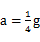 a = 1/4 g